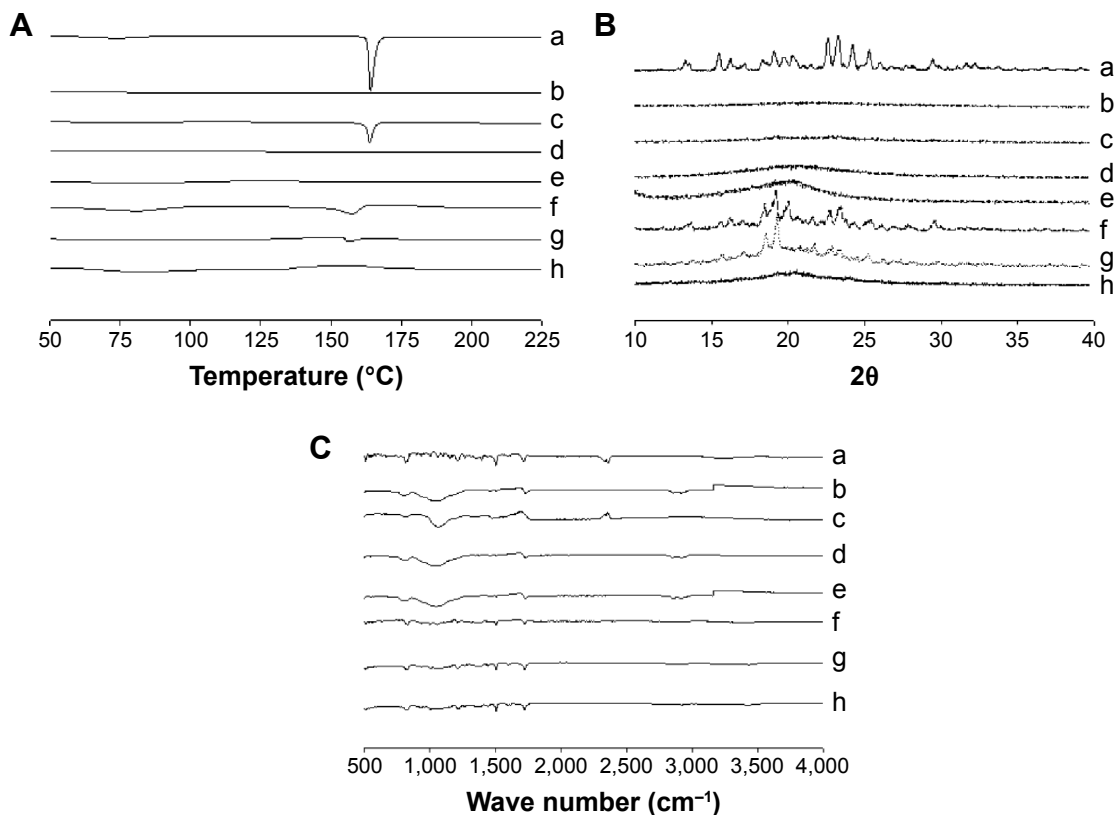 A
a
b
c
d
e
f
g
h
50 75 100 125 150 175 200 225
Temperature (°C)
B
a
b
c
d
e
f
g
h
10 15 20 25 30 35 40
2θ
C
a
b
c
d
e
f
g
h
500 1,000 1,500 2,000 2,500 3,000 3,500 4,000
Wave number (cm⁻¹)